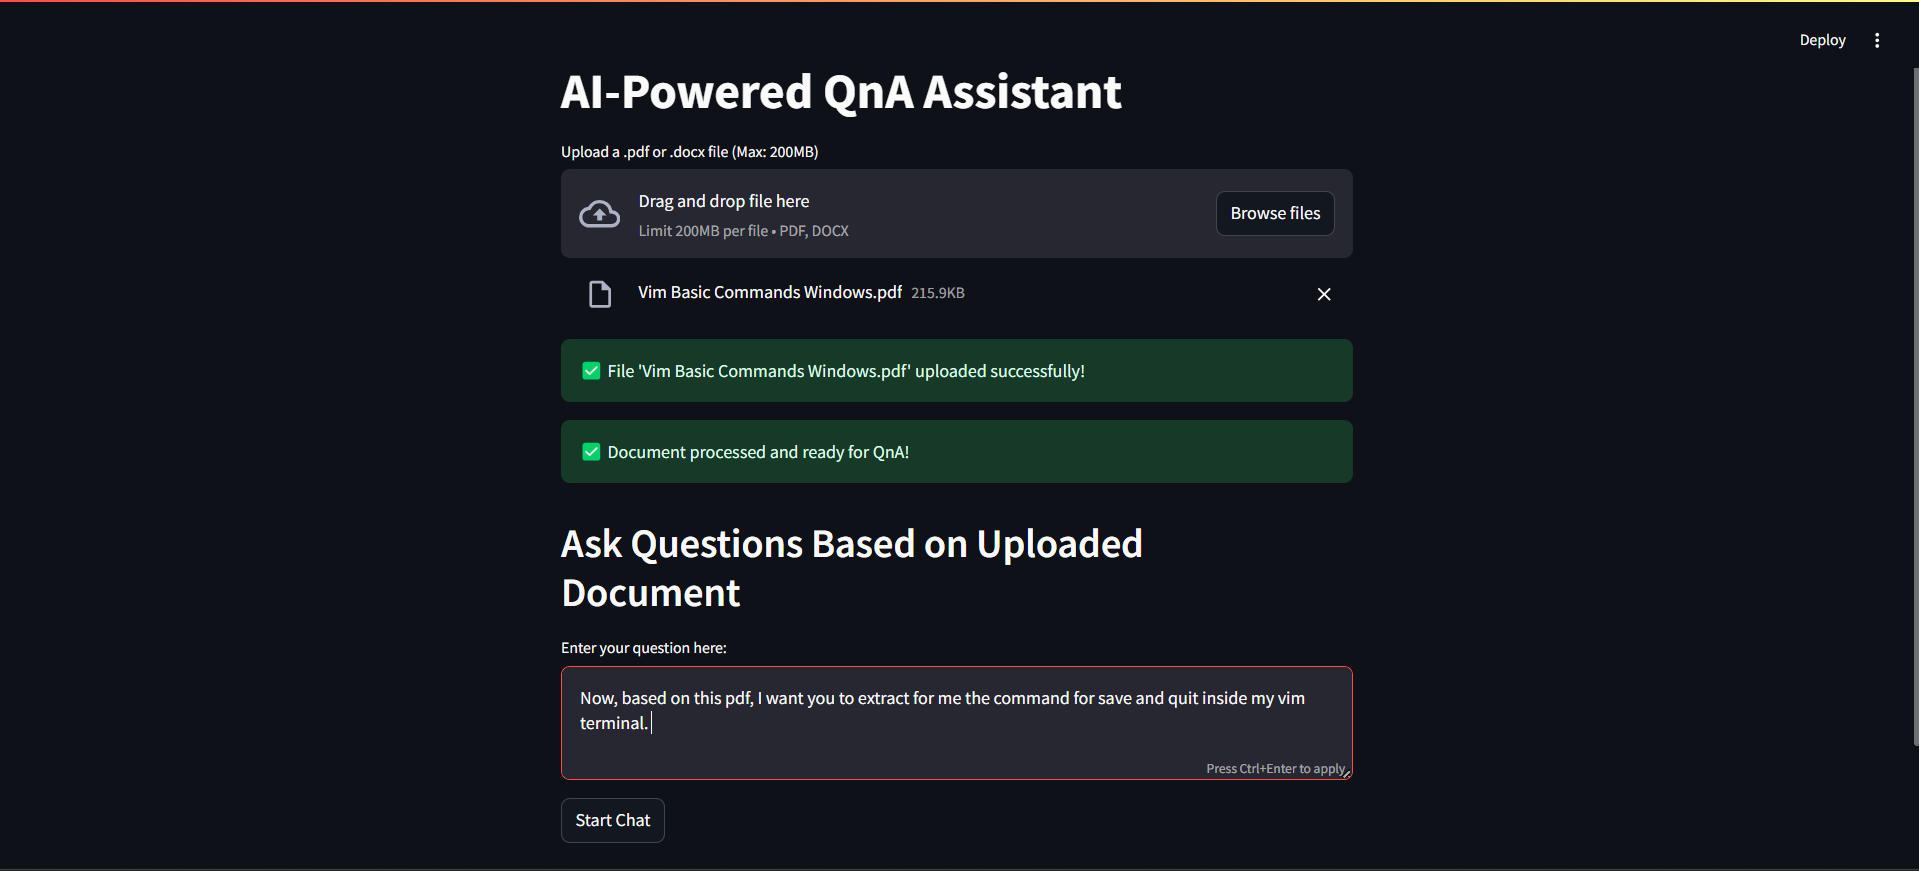 Deploy
AI-Powered QnA Assistant
Upload a .pdf or .docx file (Max: 200MB)
Drag and drop file here
Limit 200MB per file • PDF, DOCX
Browse files
Vim Basic Commands Windows.pdf 215.9KB
File 'Vim Basic Commands Windows.pdf' uploaded successfully!
Document processed and ready for QnA!
Ask Questions Based on Uploaded
Document
Enter your question here:
Now, based on this pdf, I want you to extract for me the command for save and quit inside my vim
terminal.
Press Ctrl+Enter to apply
Start Chat